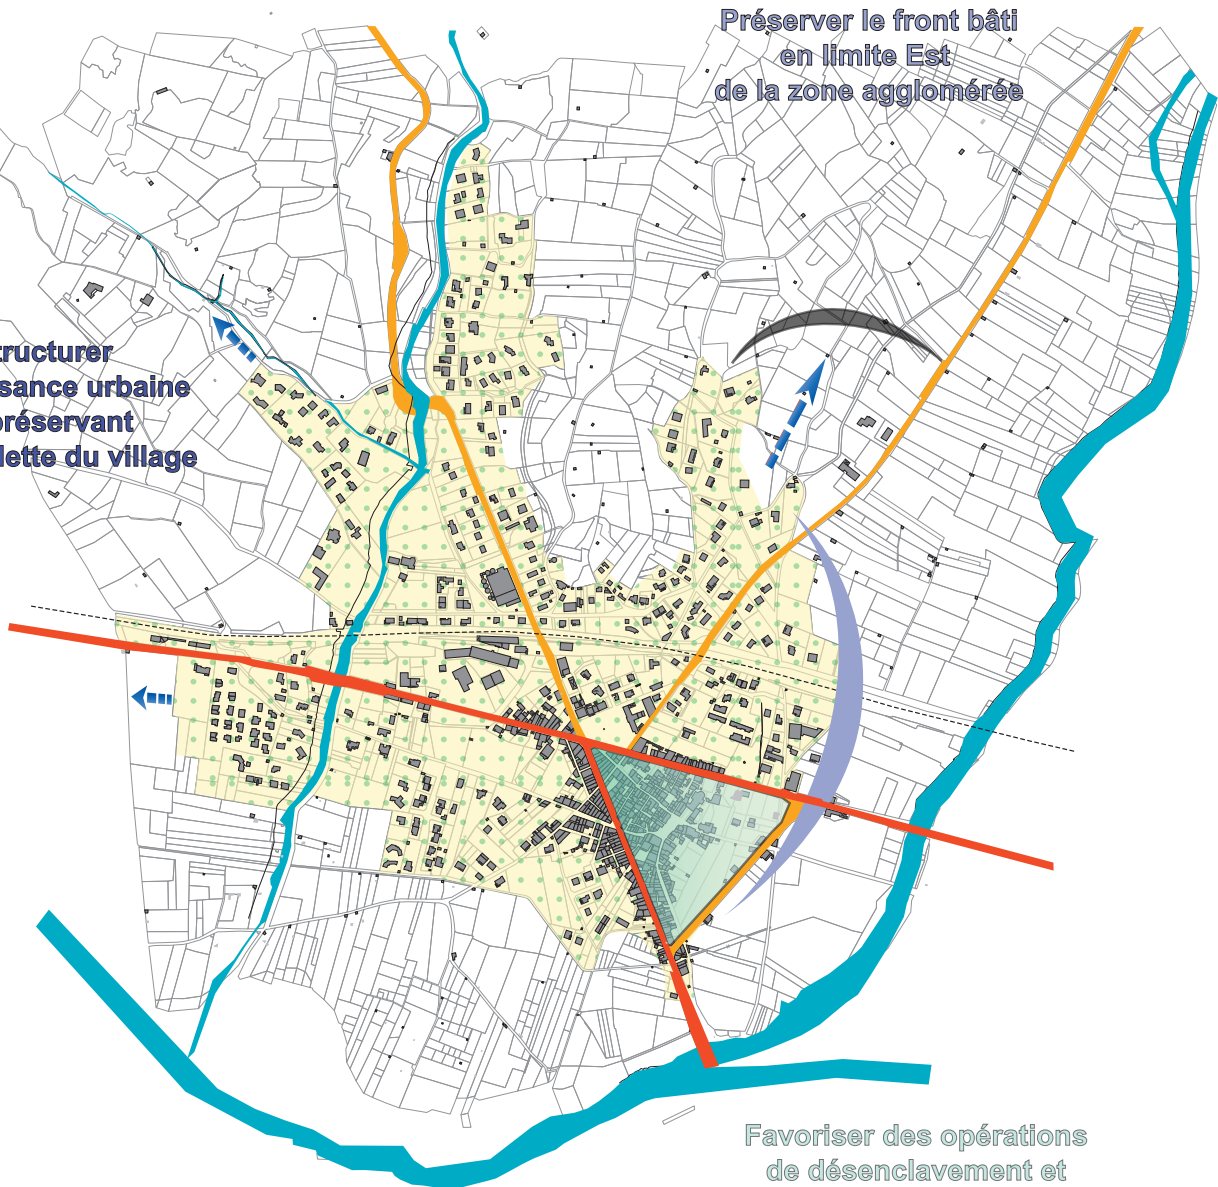 Préserver le front bâti
en limite Est
de la zone agglomérée
tructurer
sance urbaine
préservant
lette du village
Favoriser des opérations
de désenclavement et